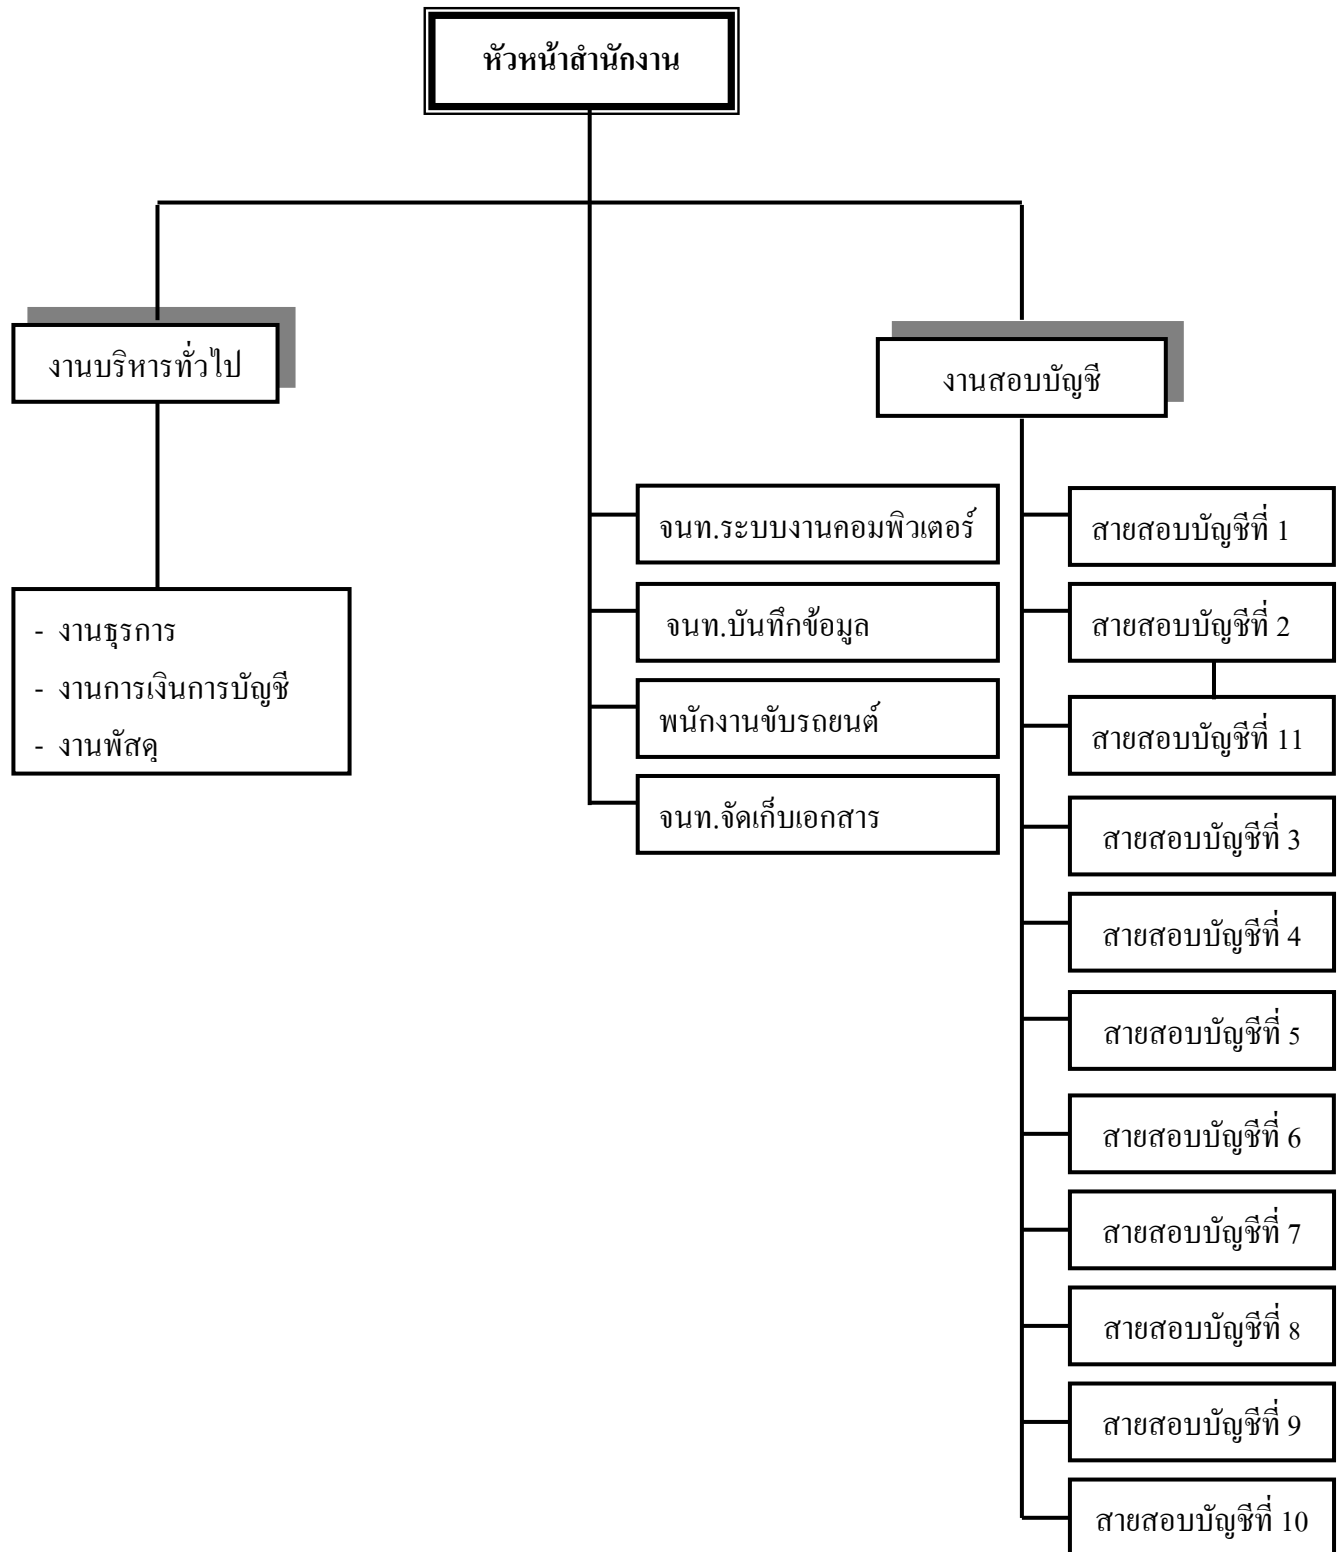 หัวหน้าสำนักงาน
งานบริหารทั่วไป
- งานธุรการ
- งานการเงินการบัญชี
- งานพัสดุ
จนท.ระบบงานคอมพิวเตอร์
จนท.บันทึกข้อมูล
พนักงานขับรถยนต์
จนท.จัดเก็บเอกสาร
งานสอบบัญชี
สายสอบบัญชีที่ 1
สายสอบบัญชีที่ 2
สายสอบบัญชีที่ 11
สายสอบบัญชีที่ 3
สายสอบบัญชีที่ 4
สายสอบบัญชีที่ 5
สายสอบบัญชีที่ 6
สายสอบบัญชีที่ 7
สายสอบบัญชีที่ 8
สายสอบบัญชีที่ 9
สายสอบบัญชีที่ 10